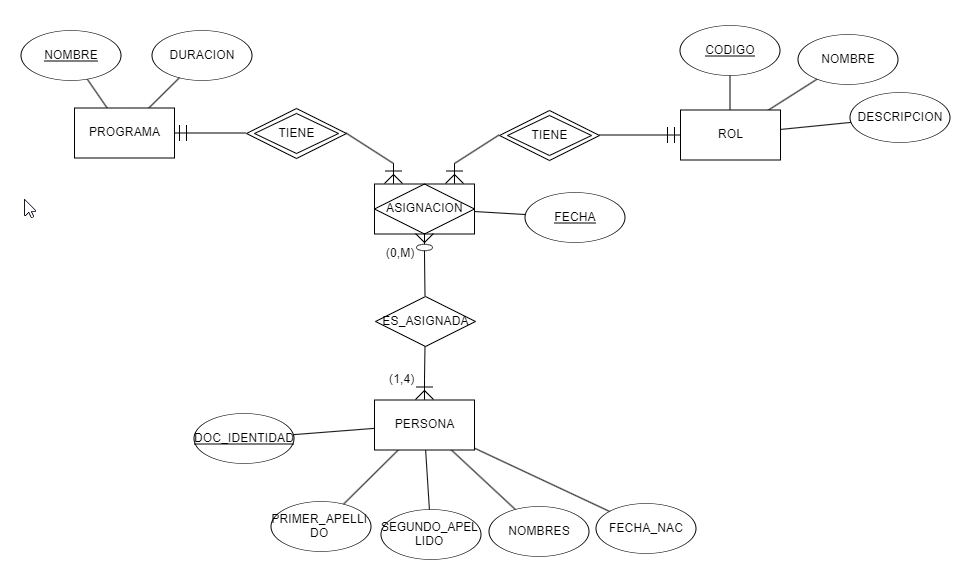 NOMBRE
DURACION
CODIGO
NOMBRE
DESCRIPCION
PROGRAMA
TIENE
TIENE
ROL
ASIGNACION
FECHA
(0,M)
ES_ASIGNADA
(1,4)
PERSONA
DOC_IDENTIDAD
PRIMER_APELLI
DO
SEGUNDO_APEL
LIDO
NOMBRES
FECHA_NAC